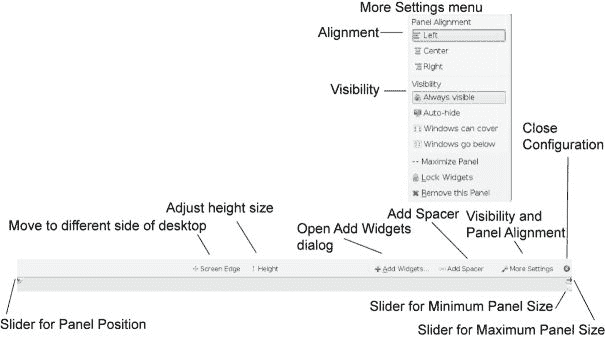 More Settings menu
Panel Alignment
Alignment
Left
Center
Right
Visibility
Visibility
Always visible
Auto-hide
Windows can cover
Windows go below
Maximize Panel
Lock Widgets
Remove this Panel
Close
Configuration
Adjust height size
Move to different side of desktop
Open Add Widgets
dialog
Add Spacer
Visibility and
Panel Alignment
Screen Edge
Height
Add Widgets...
Add Spacer
More Settings
Slider for Panel Position
Slider for Minimum Panel Size
Slider for Maximum Panel Size